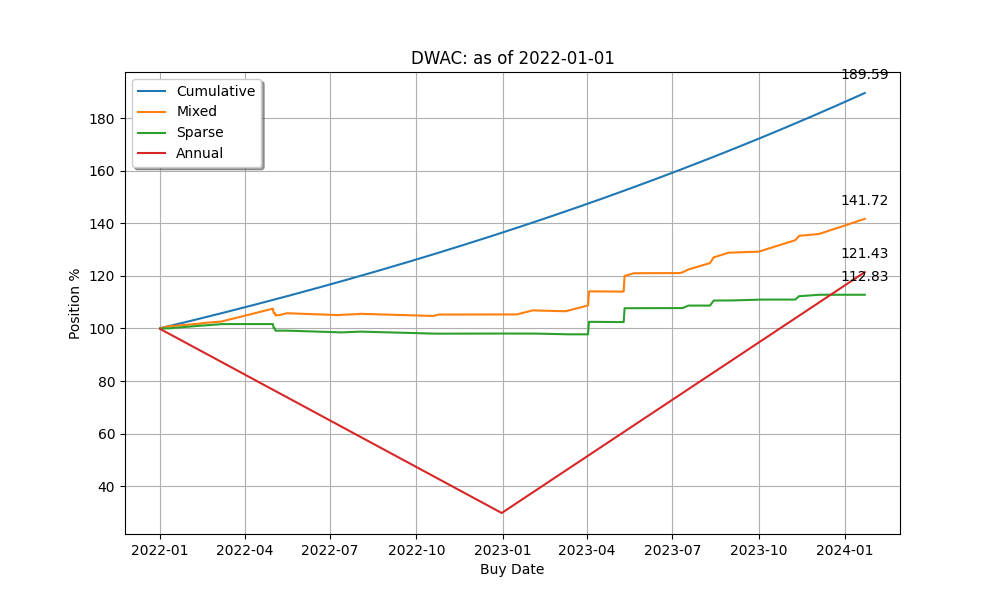 DWAC: as of 2022-01-01
189.59
Cumulative
Mixed
Sparse
Annual
180
160
141.72
140
121.43
120
112.83
100
80
60
40
Position %
2022-01 2022-04 2022-07 2022-10 2023-01 2023-04 2023-07 2023-10 2024-01
Buy Date